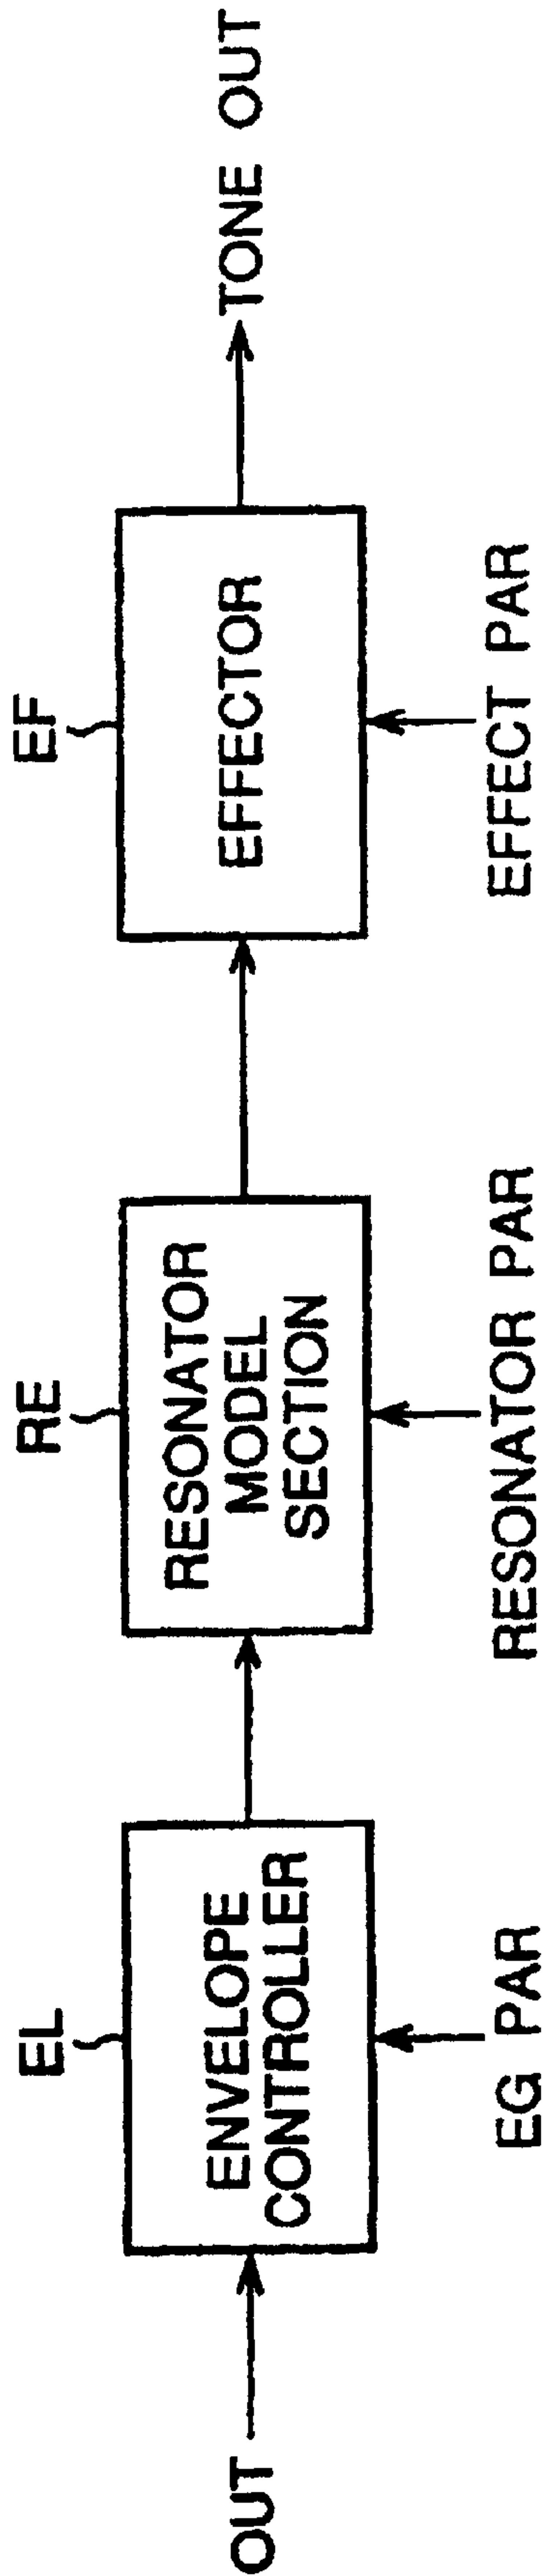 EL
RE
EF
OUT
ENVELOPE
CONTROLLER
RESONATOR
MODEL
SECTION
EFFECTOR
TONE OUT
EG PAR
RESONATOR PAR
EFFECT PAR